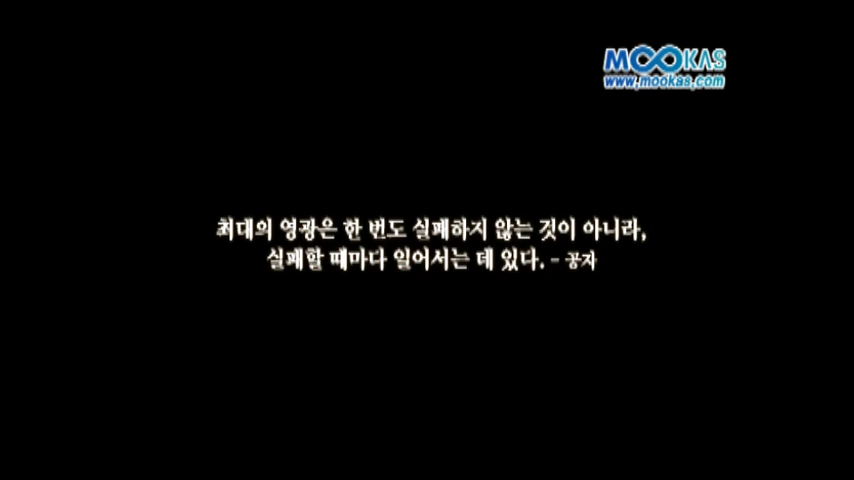 MOOKAS
www.mookas.com
최대의 영광은 한 번도 실패하지 않는 것이 아니라,
실패할 때마다 일어서는 데 있다. - 공자